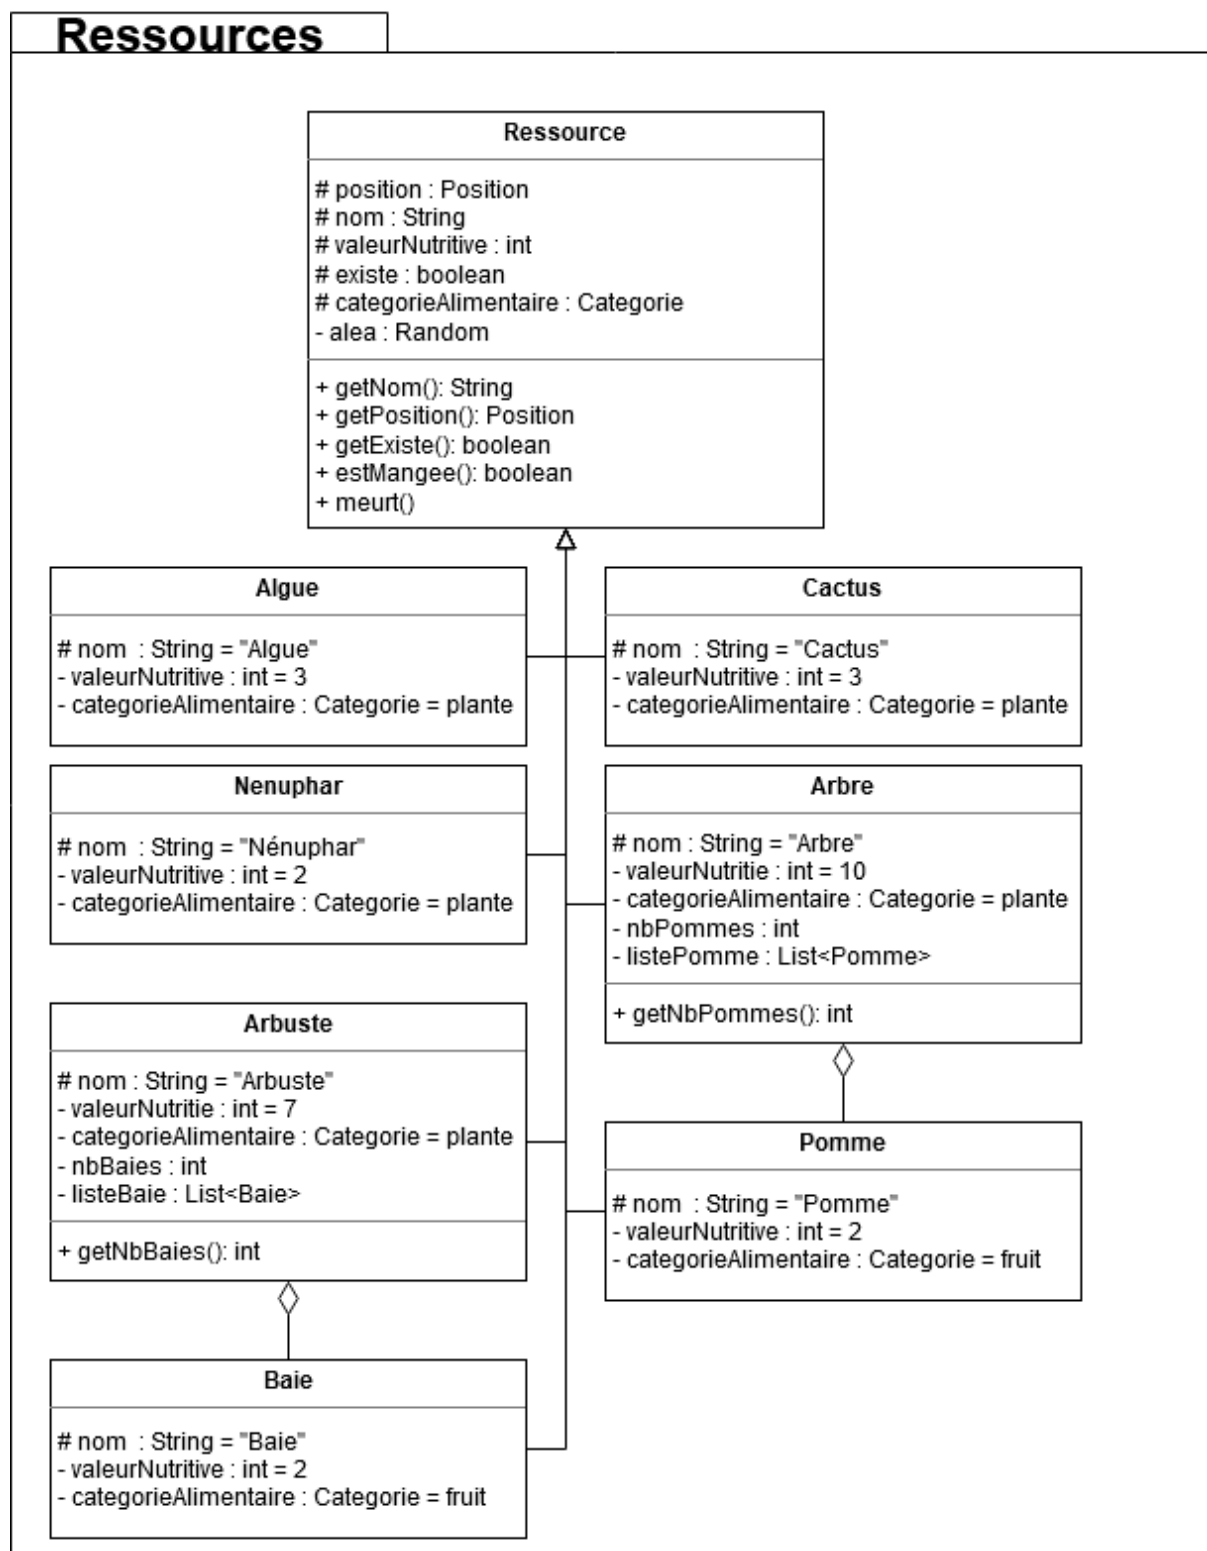 Ressources
Ressource
# position : Position
# nom : String
# valeurNutritive : int
# existe : boolean
# categorieAlimentaire : Categorie
- alea : Random
+ getNom(): String
+ getPosition(): Position
+ getExiste(): boolean
+ estMangee(): boolean
+ meurt()
Algue
# nom  : String = "Algue"
- valeurNutritive : int = 3
- categorieAlimentaire : Categorie = plante
Cactus
# nom  : String = "Cactus"
- valeurNutritive : int = 3
- categorieAlimentaire : Categorie = plante
Nenuphar
# nom  : String = "Nénuphar"
- valeurNutritive : int = 2
- categorieAlimentaire : Categorie = plante
Arbre
# nom : String = "Arbre"
- valeurNutritie : int = 10
- categorieAlimentaire : Categorie = plante
- nbPommes : int
- listePomme : List<Pomme>
+ getNbPommes(): int
Arbuste
# nom : String = "Arbuste"
- valeurNutritie : int = 7
- categorieAlimentaire : Categorie = plante
- nbBaies : int
- listeBaie : List<Baie>
+ getNbBaies(): int
Pomme
# nom  : String = "Pomme"
- valeurNutritive : int = 2
- categorieAlimentaire : Categorie = fruit
Baie
# nom  : String = "Baie"
- valeurNutritive : int = 2
- categorieAlimentaire : Categorie = fruit